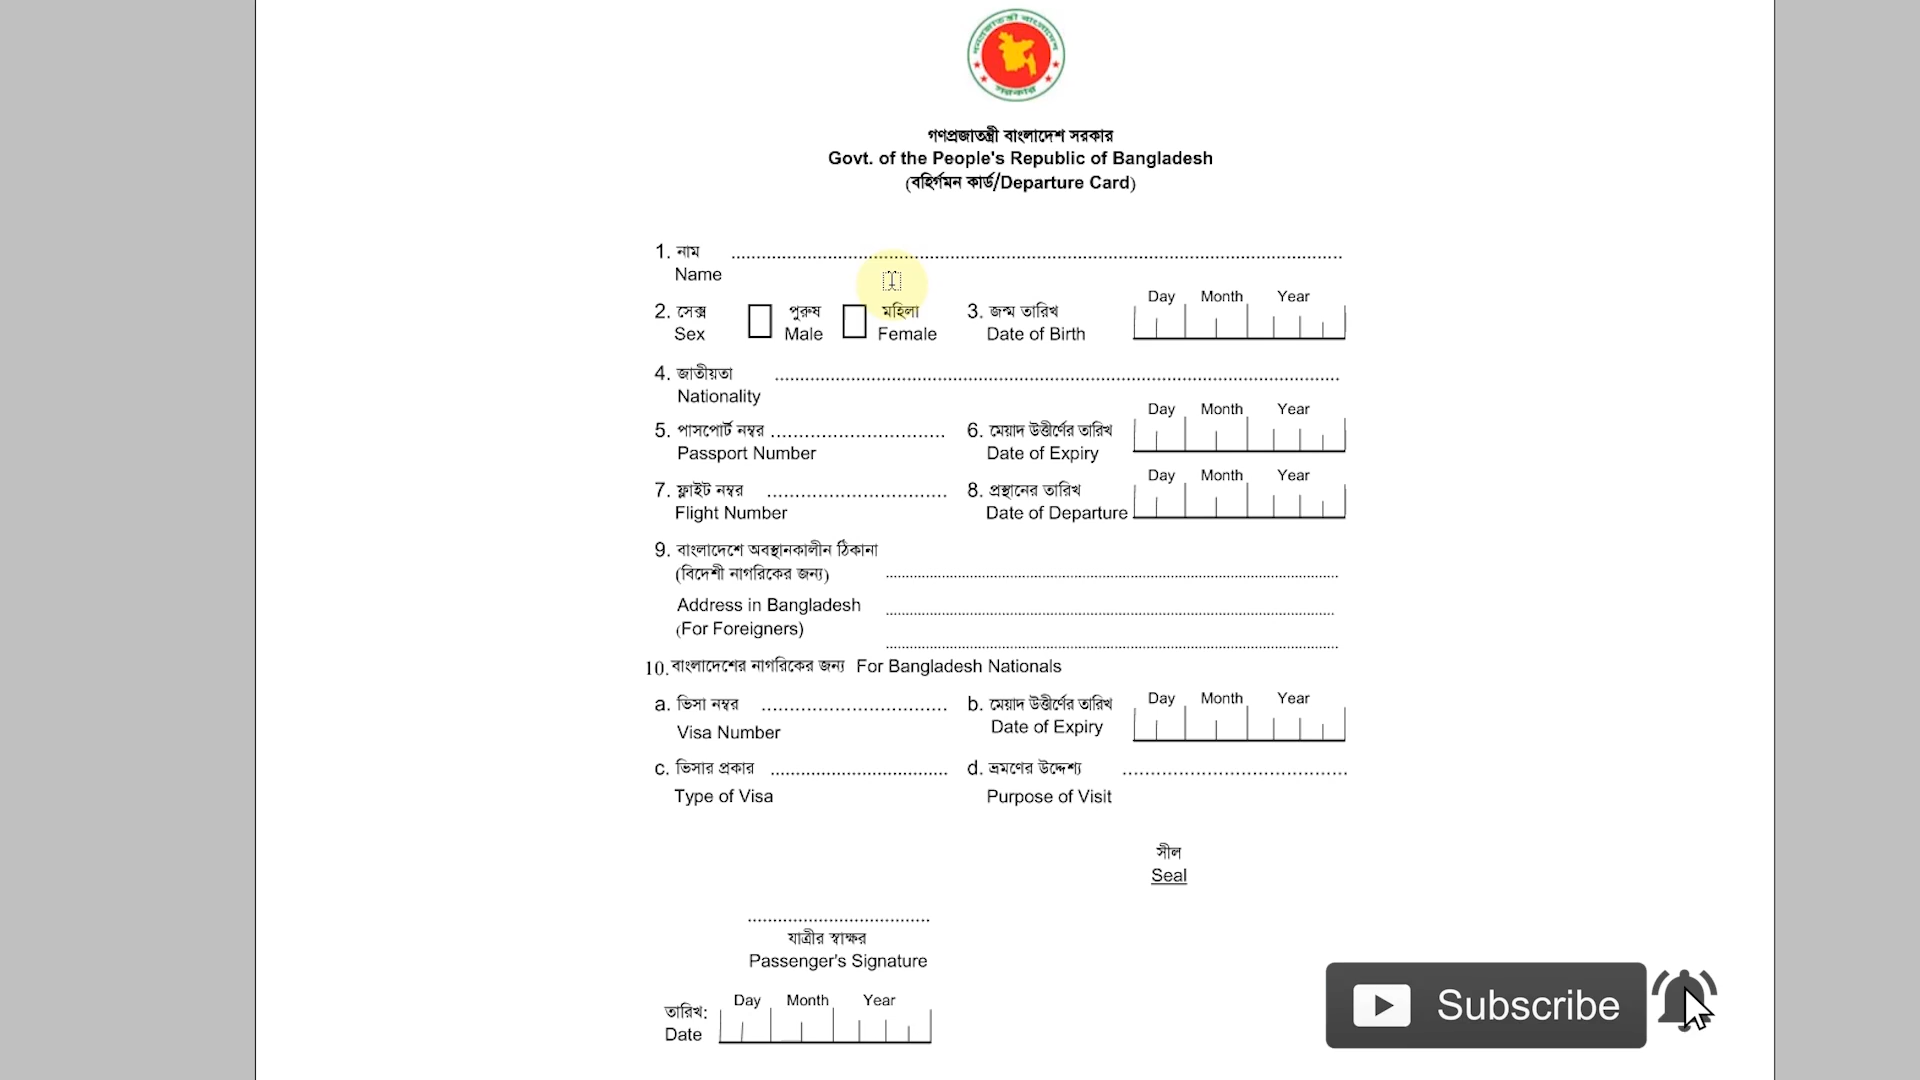 গণপ্রজাতন্ত্রী বাংলাদেশ সরকার
Govt. of the People's Republic of Bangladesh
(বহির্গমন কার্ড/Departure Card)
1. নাম
Name
2. সেক্স পুরুষ মহিলা
Sex Male Female
3. জন্ম তারিখ Day Month Year
Date of Birth
4. জাতীয়তা
Nationality
5. পাসপোর্ট নম্বর
Passport Number
6. মেয়াদ উত্তীর্ণের তারিখ Day Month Year
Date of Expiry
7. ফ্লাইট নম্বর
Flight Number
8. প্রস্থানের তারিখ Day Month Year
Date of Departure
9. বাংলাদেশে অবস্থানকালীন ঠিকানা
(বিদেশী নাগরিকের জন্য)
Address in Bangladesh
(For Foreigners)
10. বাংলাদেশের নাগরিকের জন্য For Bangladesh Nationals
a. ভিসা নম্বর
Visa Number
b. মেয়াদ উত্তীর্ণের তারিখ Day Month Year
Date of Expiry
c. ভিসার প্রকার
Type of Visa
d. ভ্রমণের উদ্দেশ্য
Purpose of Visit
সীল
Seal
যাত্রীর স্বাক্ষর
Passenger's Signature
তারিখ: Day Month Year
Date
Subscribe